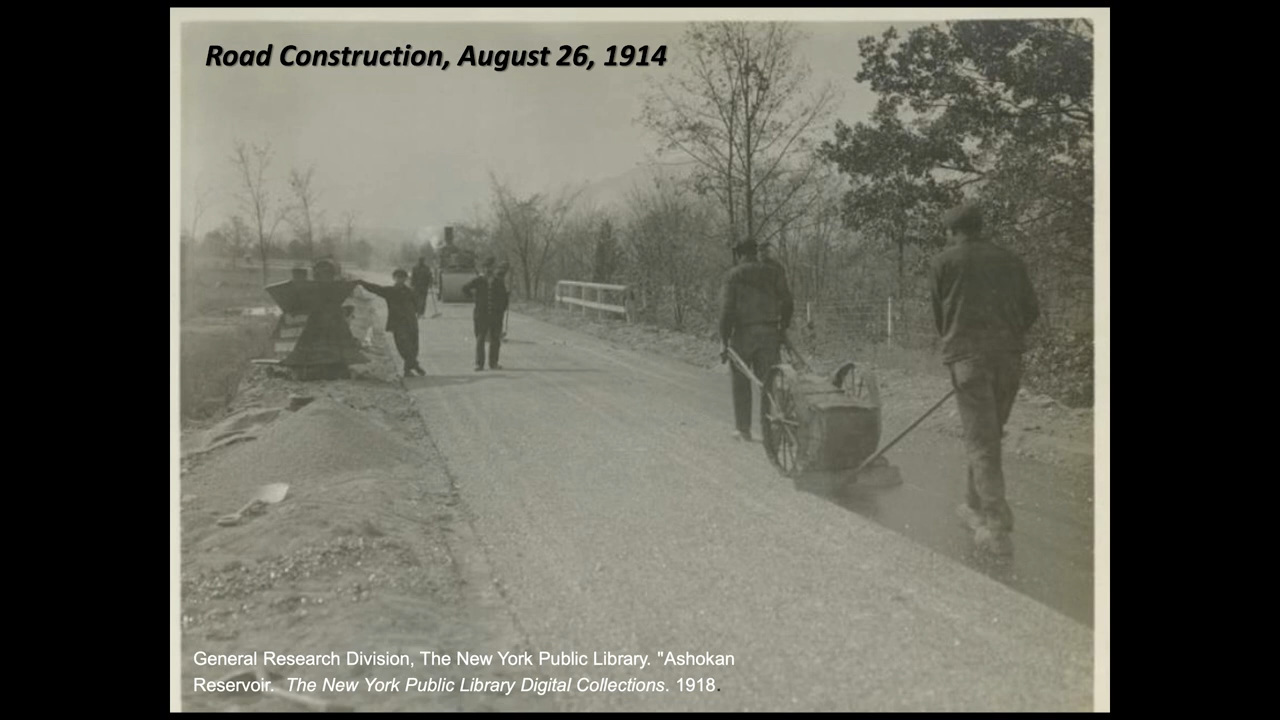 Road Construction, August 26, 1914
General Research Division, The New York Public Library. "Ashokan
Reservoir. The New York Public Library Digital Collections. 1918.